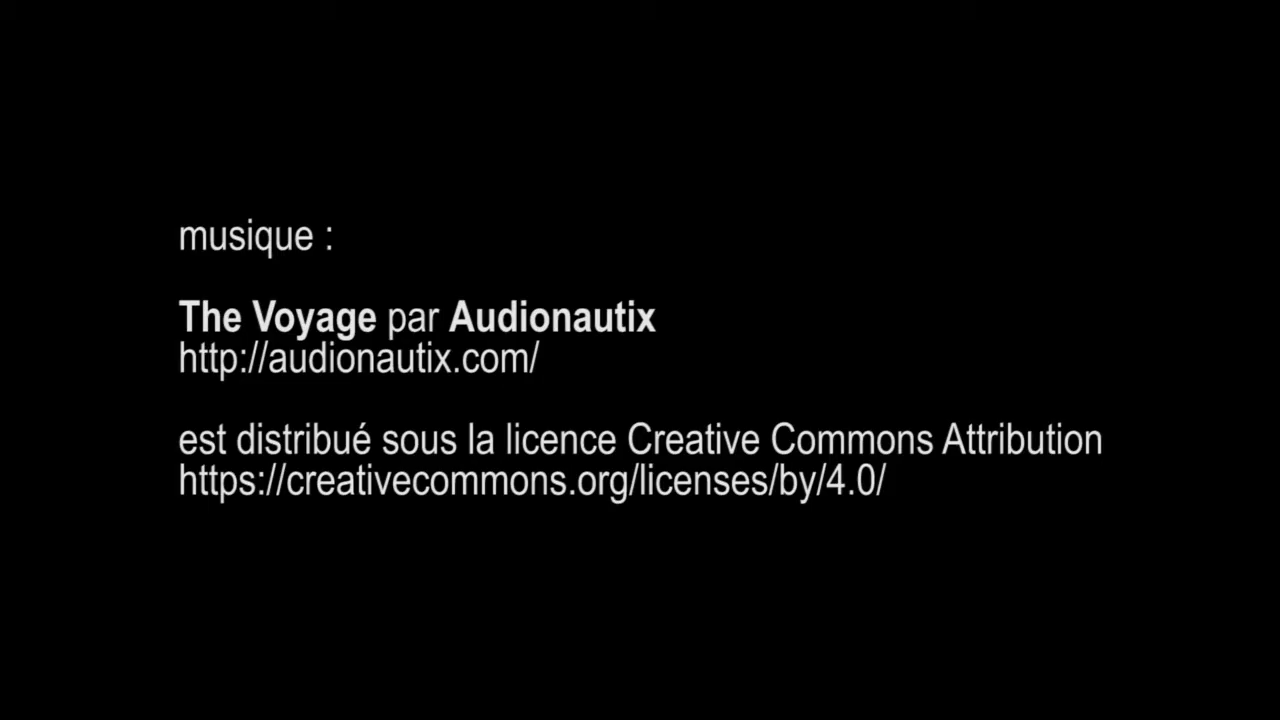 musique :
The Voyage par Audionautix
http://audionautix.com/
est distribué sous la licence Creative Commons Attribution
https://creativecommons.org/licenses/by/4.0/